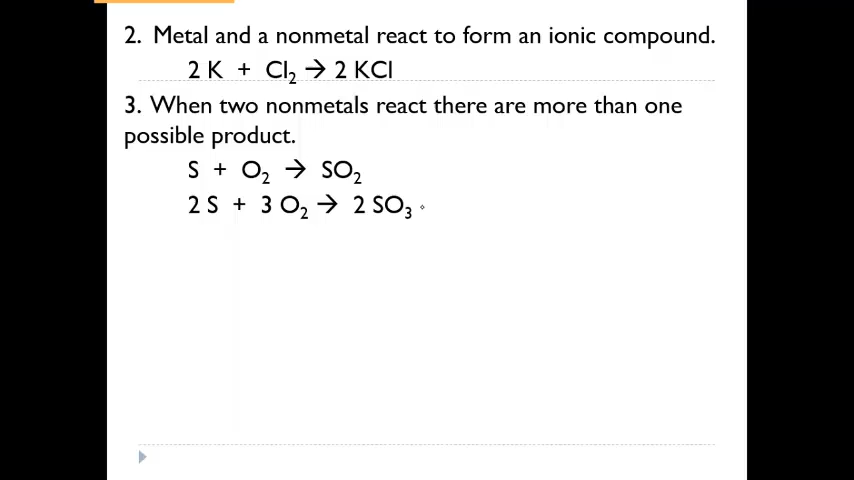 2. Metal and a nonmetal react to form an ionic compound.
2 K + Cl₂ → 2 KCl
3. When two nonmetals react there are more than one
possible product.
S + O₂ → SO₂
2 S + 3 O₂ → 2 SO₃